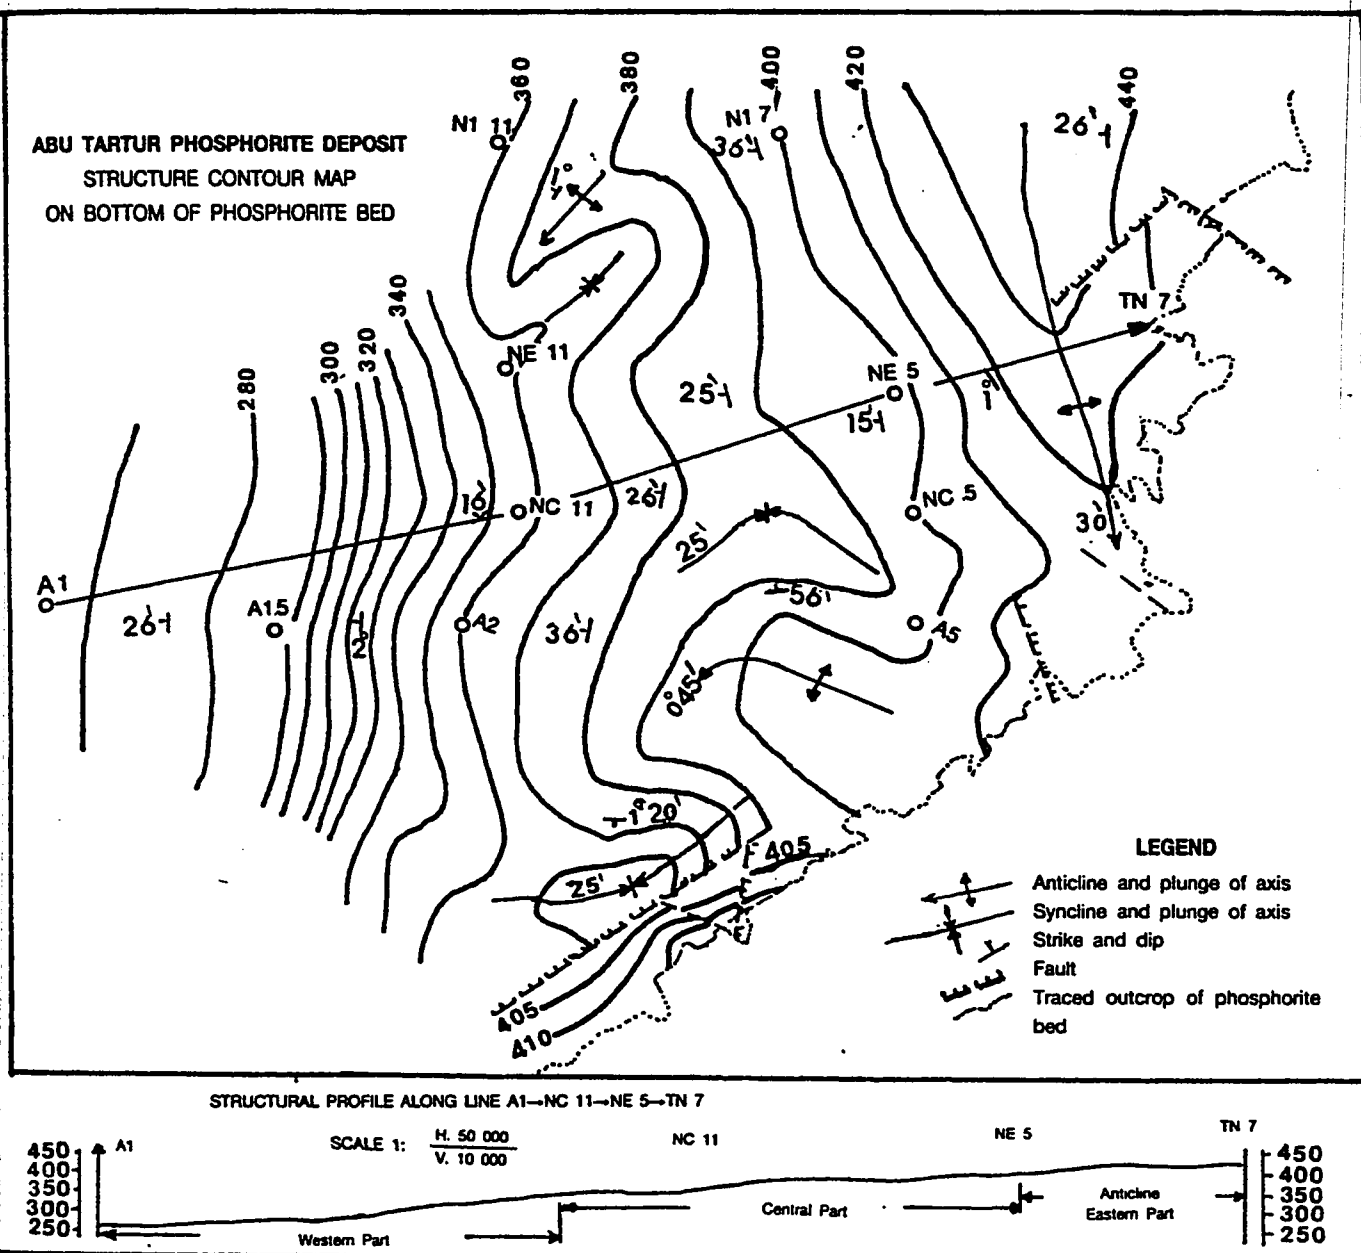 ABU TARTUR PHOSPHORITE DEPOSIT
STRUCTURE CONTOUR MAP
ON BOTTOM OF PHOSPHORITE BED
360
380
400
420
440
N1 11
N1 7
36'
26'
1°
340
320
300
280
TN 7
NE 11
NE 5
25'
15'
1°
16'
NC 11
26'
NC 5
30'
25'
A1
26'
A15
2°
A2
36'
56'
A5
0°45'
1°20'
405
25'
F
405
410
LEGEND
Anticline and plunge of axis
Syncline and plunge of axis
Strike and dip
Fault
Traced outcrop of phosphorite
bed
STRUCTURAL PROFILE ALONG LINE A1→NC 11→NE 5→TN 7
SCALE 1: H. 50 000
V. 10 000
A1
NC 11
NE 5
TN 7
450
400
350
300
250
450
400
350
300
250
Western Part
Central Part
Anticline
Eastern Part